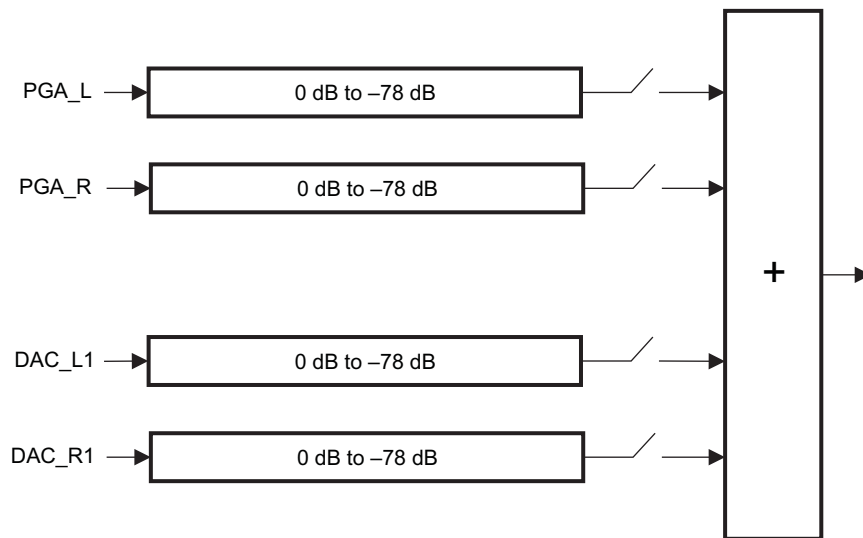 PGA_L
0 dB to –78 dB
PGA_R
0 dB to –78 dB
+
DAC_L1
0 dB to –78 dB
DAC_R1
0 dB to –78 dB